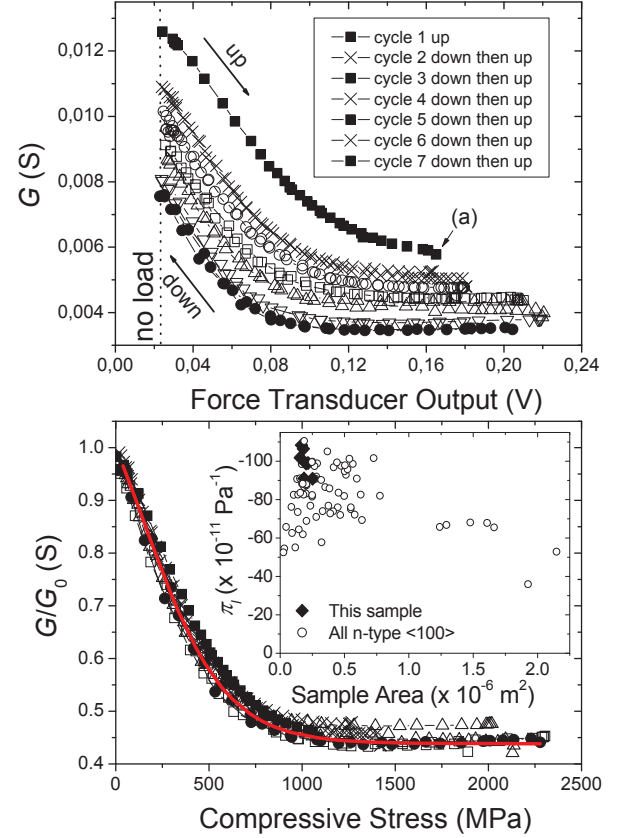 0,012
0,010
0,008
0,006
0,004
G (S)
cycle 1 up
cycle 2 down then up
cycle 3 down then up
cycle 4 down then up
cycle 5 down then up
cycle 6 down then up
cycle 7 down then up
up
(a)
down
no load
0,00 0,04 0,08 0,12 0,16 0,20 0,24
Force Transducer Output (V)
1.0
0.9
0.8
0.7
0.6
0.5
0.4
G/G0 (S)
-100
-80
-60
-40
-20
0
πl (x 10-11 Pa-1)
This sample
All n-type <100>
0.0 0.5 1.0 1.5 2.0
Sample Area (x 10-6 m2)
0 500 1000 1500 2000 2500
Compressive Stress (MPa)